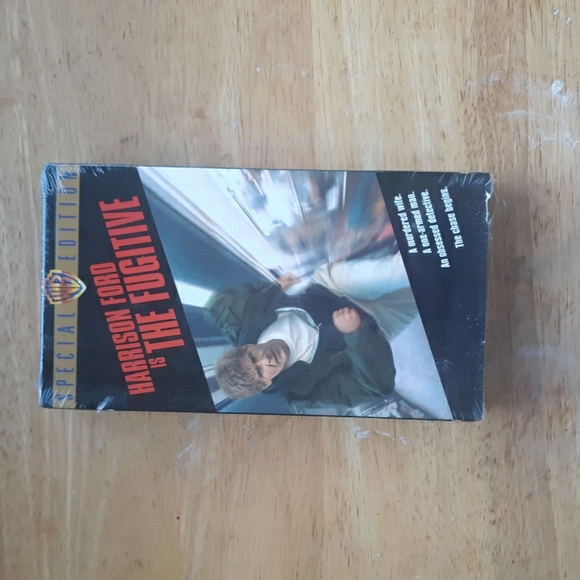 SPECIAL EDITION
HARRISON FORD
IS THE FUGITIVE
A murdered wife.
A one-armed man.
An obsessed detective.
The chase begins.